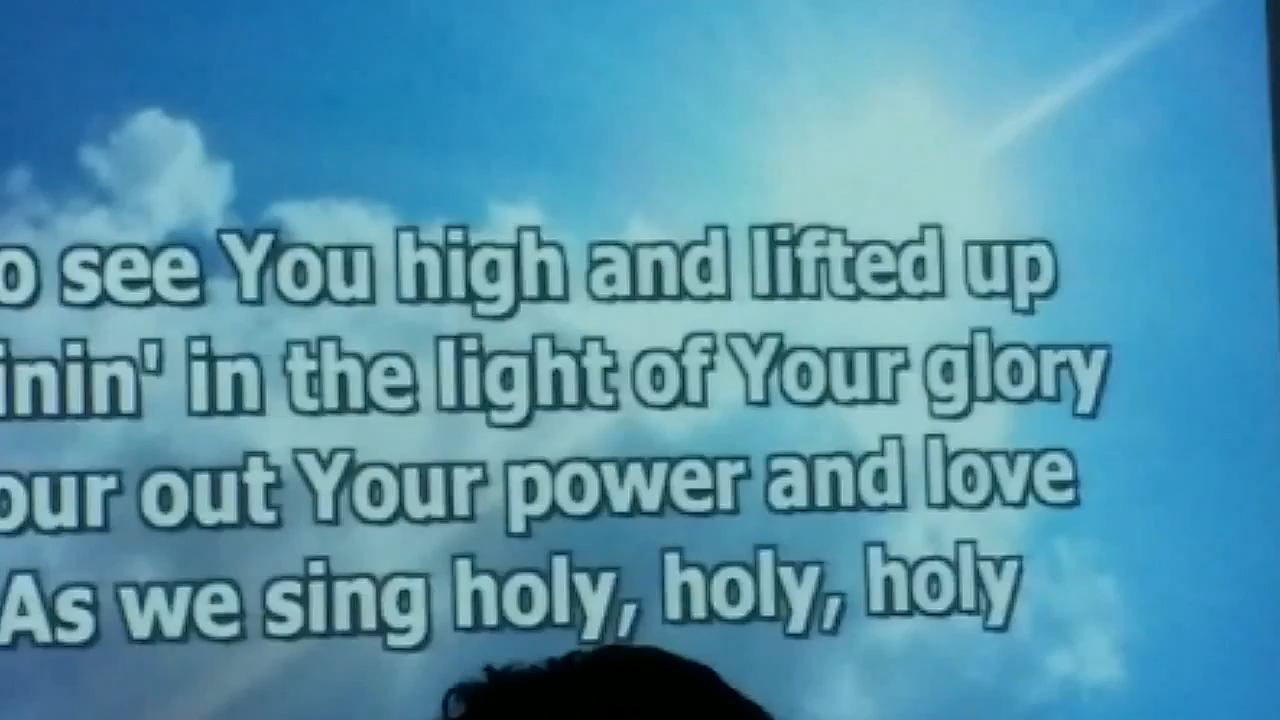 o see You high and lifted up
inin' in the light of Your glory
our out Your power and love
As we sing holy, holy, holy